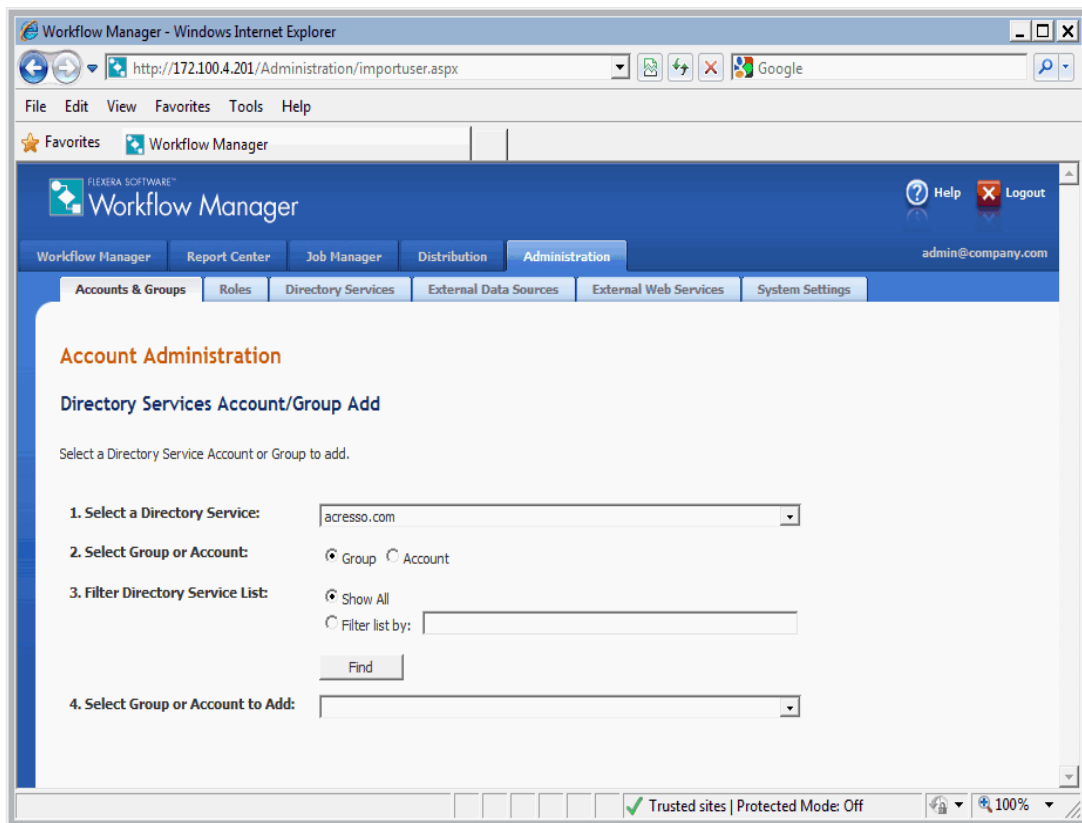 Workflow Manager - Windows Internet Explorer
http://172.100.4.201/Administration/importuser.aspx
Google
File Edit View Favorites Tools Help
Favorites Workflow Manager
FLEXERA SOFTWARE™
Workflow Manager
Help Logout
Workflow Manager Report Center Job Manager Distribution Administration admin@company.com
Accounts & Groups Roles Directory Services External Data Sources External Web Services System Settings
Account Administration
Directory Services Account/Group Add
Select a Directory Service Account or Group to add.
1. Select a Directory Service: acresso.com
2. Select Group or Account: Group Account
3. Filter Directory Service List: Show All
Filter list by:
Find
4. Select Group or Account to Add:
Trusted sites | Protected Mode: Off 100%